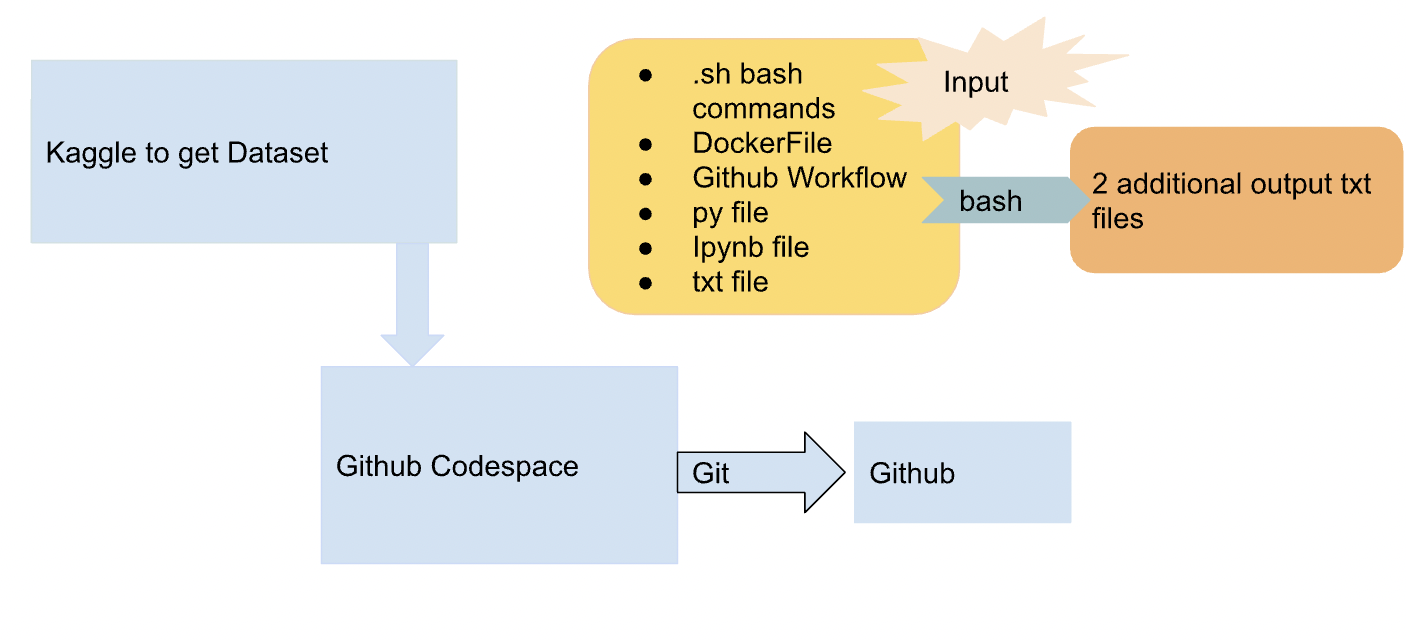 Kaggle to get Dataset
● .sh bash
commands
● DockerFile
● Github Workflow
● py file
● Ipynb file
● txt file
Input
bash
2 additional output txt
files
Github Codespace
Git
Github